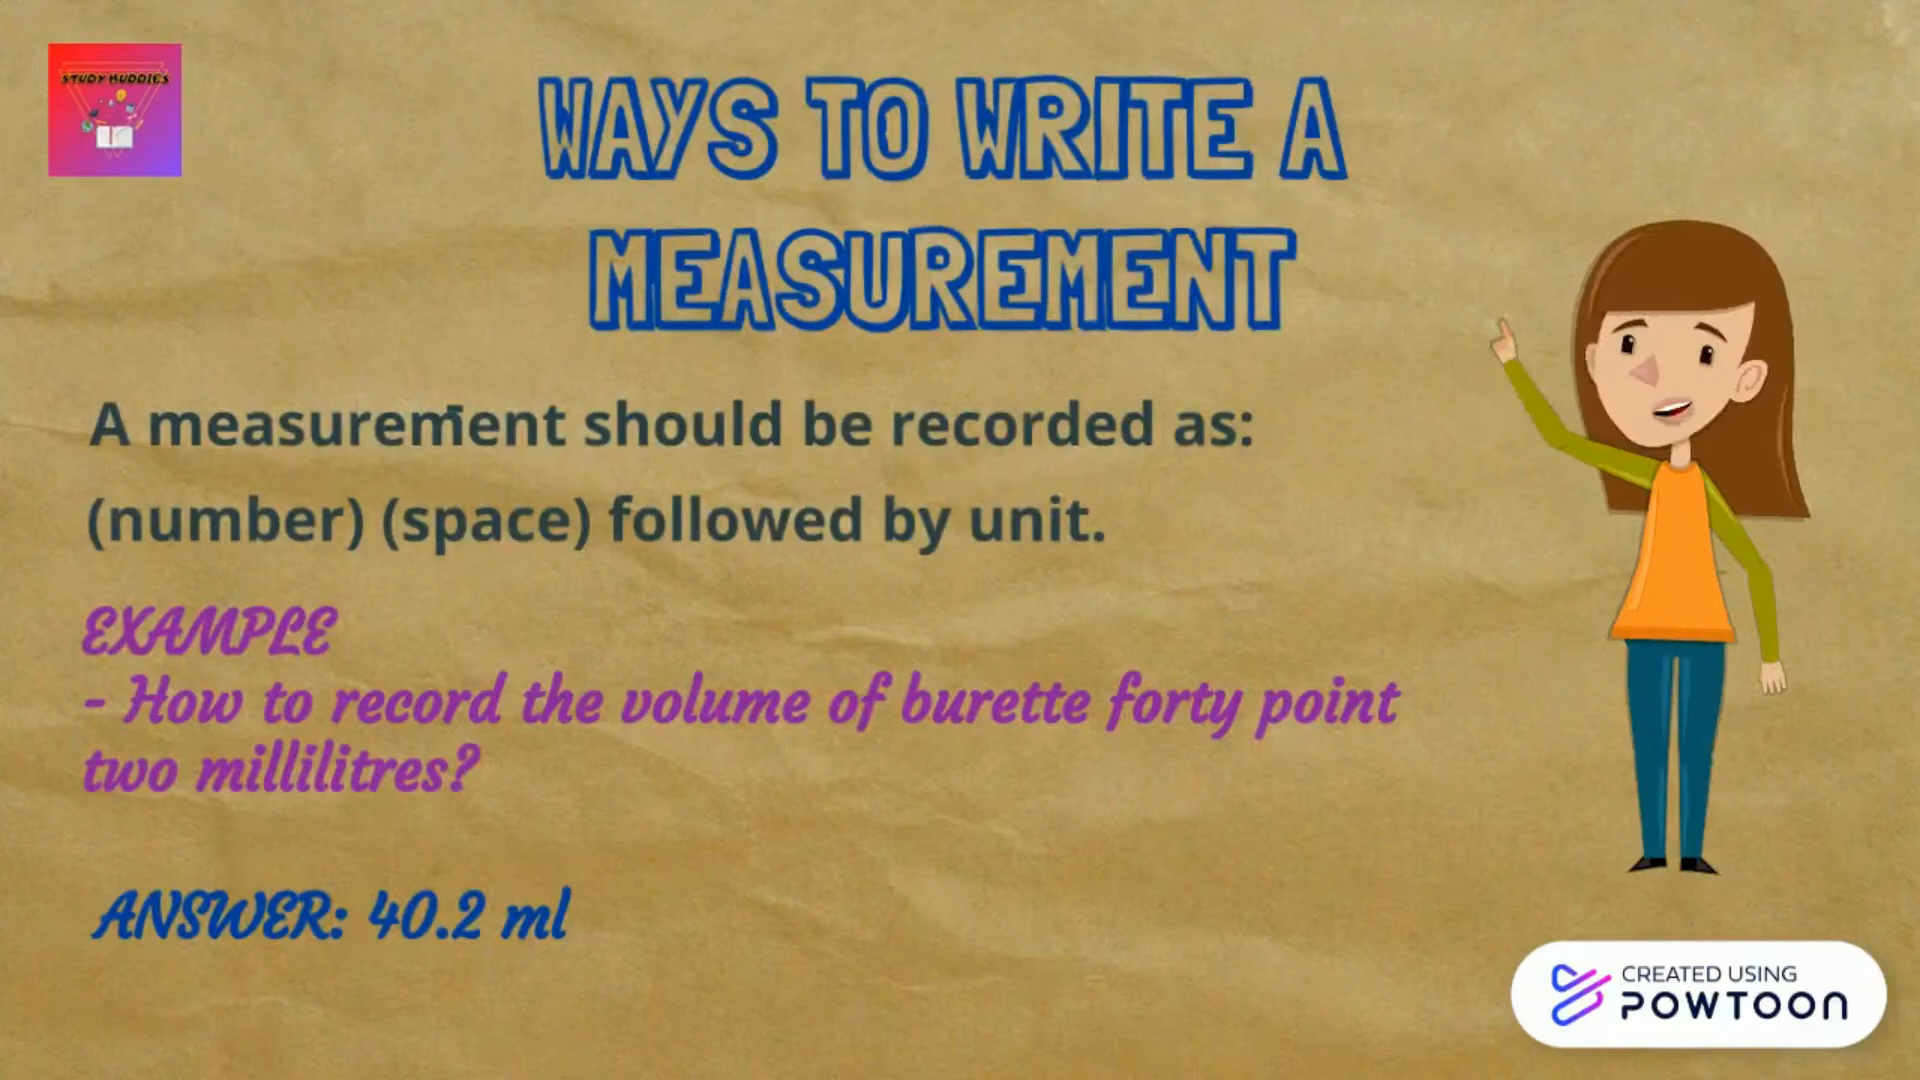 STUDY HUDDIES
WAYS TO WRITE A
MEASUREMENT
A measurement should be recorded as:
(number) (space) followed by unit.
EXAMPLE
- How to record the volume of burette forty point
two millilitres?
ANSWER: 40.2 ml
CREATED USING
POWTOON